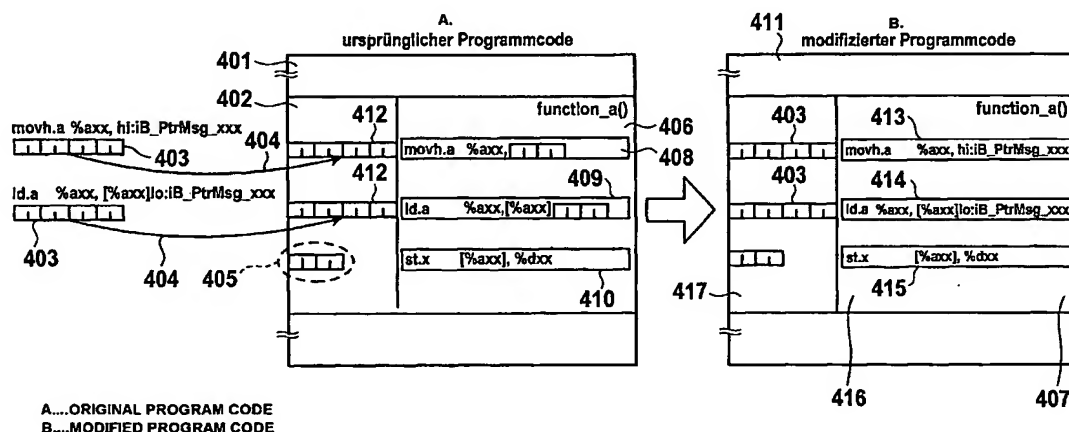 A.
ursprünglicher Programmcode
B.
modifizierter Programmcode
401
411
402
412
function_a()
function_a()
movh.a %axx, hi:iB_PtrMsg_xxx
404
406
403
413
403
movh.a %axx,
408
movh.a %axx, hi:iB_PtrMsg_xxx
412
409
403
414
ld.a %axx, [%axx]lo:iB_PtrMsg_xxx
ld.a %axx,[%axx]
ld.a %axx, [%axx]lo:iB_PtrMsg_xxx
403
404
405
st.x [%axx], %dxx
st.x [%axx], %dxx
410
417
415
416
407
A....ORIGINAL PROGRAM CODE
B....MODIFIED PROGRAM CODE